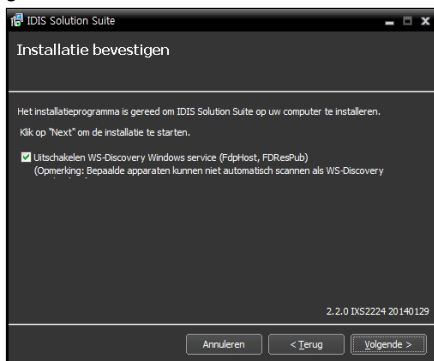 IDIS Solution Suite
Installatie bevestigen
Het installatieprogramma is gereed om IDIS Solution Suite op uw computer te installeren.
Klik op "Next" om de installatie te starten.
Uitschakelen WS-Discovery Windows service (FdpHost, FDResPub)
(Opmerking: Bepaalde apparaten kunnen niet automatisch scannen als WS-Discovery
2.2.0 IXS2224 20140129
Annuleren < Terug Volgende >